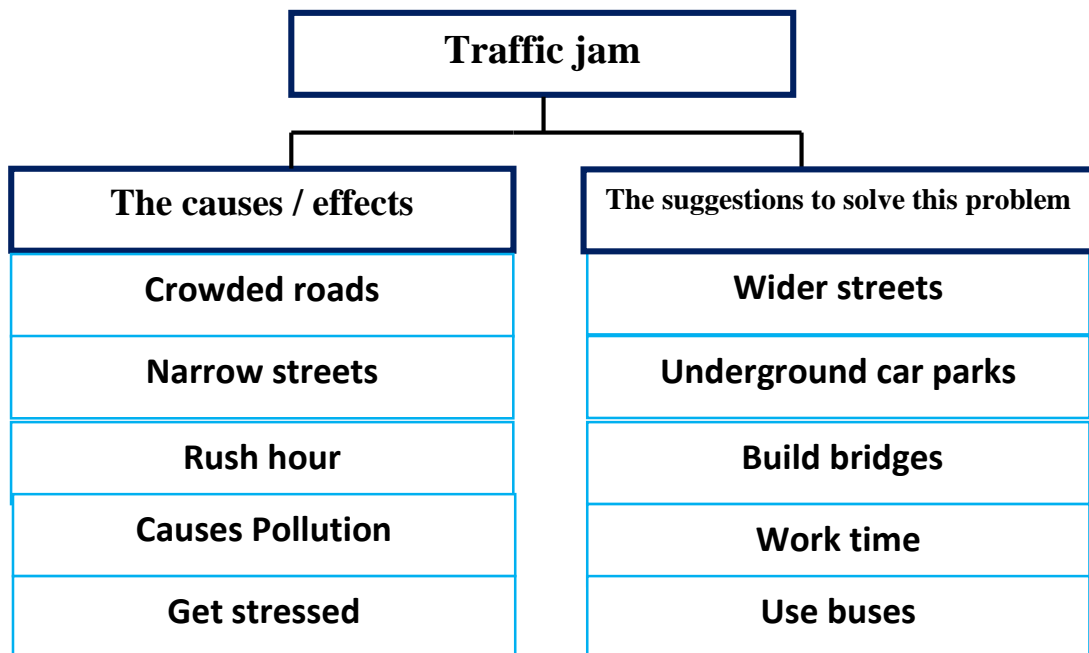 Traffic jam
The causes / effects
Crowded roads
Narrow streets
Rush hour
Causes Pollution
Get stressed
The suggestions to solve this problem
Wider streets
Underground car parks
Build bridges
Work time
Use buses